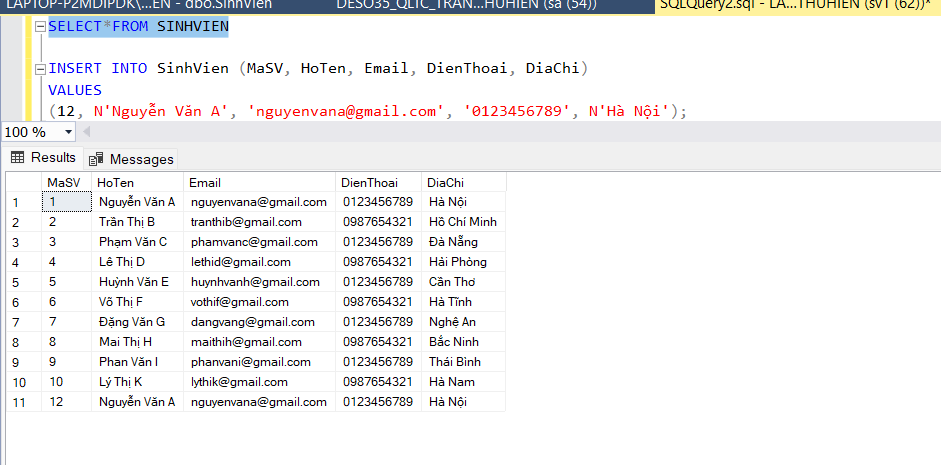 LAPTOP-P2MDIPDK\...EN - dbo.SinhVien DESO35_QLTC_TRAN...HUHIEN (sa (54)) SQLQuery2.sql - LA...THUHIEN (sv1 (62))*
SELECT*FROM SINHVIEN
INSERT INTO SinhVien (MaSV, HoTen, Email, DienThoai, DiaChi)
VALUES
(12, N'Nguyễn Văn A', 'nguyenvana@gmail.com', '0123456789', N'Hà Nội');
100 %
Results Messages
MaSV HoTen Email DienThoai DiaChi
1 1 Nguyễn Văn A nguyenvana@gmail.com 0123456789 Hà Nội
2 2 Trần Thị B tranthib@gmail.com 0987654321 Hồ Chí Minh
3 3 Phạm Văn C phamvanc@gmail.com 0123456789 Đà Nẵng
4 4 Lê Thị D lethid@gmail.com 0987654321 Hải Phòng
5 5 Huỳnh Văn E huynhvanh@gmail.com 0123456789 Cần Thơ
6 6 Võ Thị F vothif@gmail.com 0987654321 Hà Tĩnh
7 7 Đặng Văn G dangvang@gmail.com 0123456789 Nghệ An
8 8 Mai Thị H maithih@gmail.com 0987654321 Bắc Ninh
9 9 Phan Văn I phanvani@gmail.com 0123456789 Thái Bình
10 10 Lý Thị K lythik@gmail.com 0987654321 Hà Nam
11 12 Nguyễn Văn A nguyenvana@gmail.com 0123456789 Hà Nội